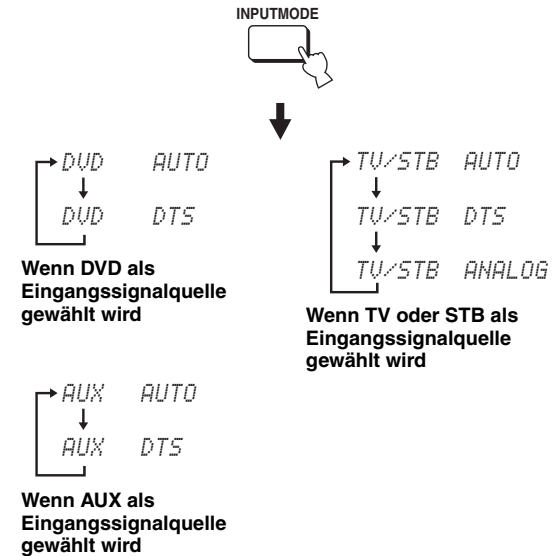 INPUTMODE
DVD AUTO
DVD DTS
Wenn DVD als
Eingangssignalquelle
gewählt wird
TV/STB AUTO
TV/STB DTS
TV/STB ANALOG
Wenn TV oder STB als
Eingangssignalquelle
gewählt wird
AUX AUTO
AUX DTS
Wenn AUX als
Eingangssignalquelle
gewählt wird